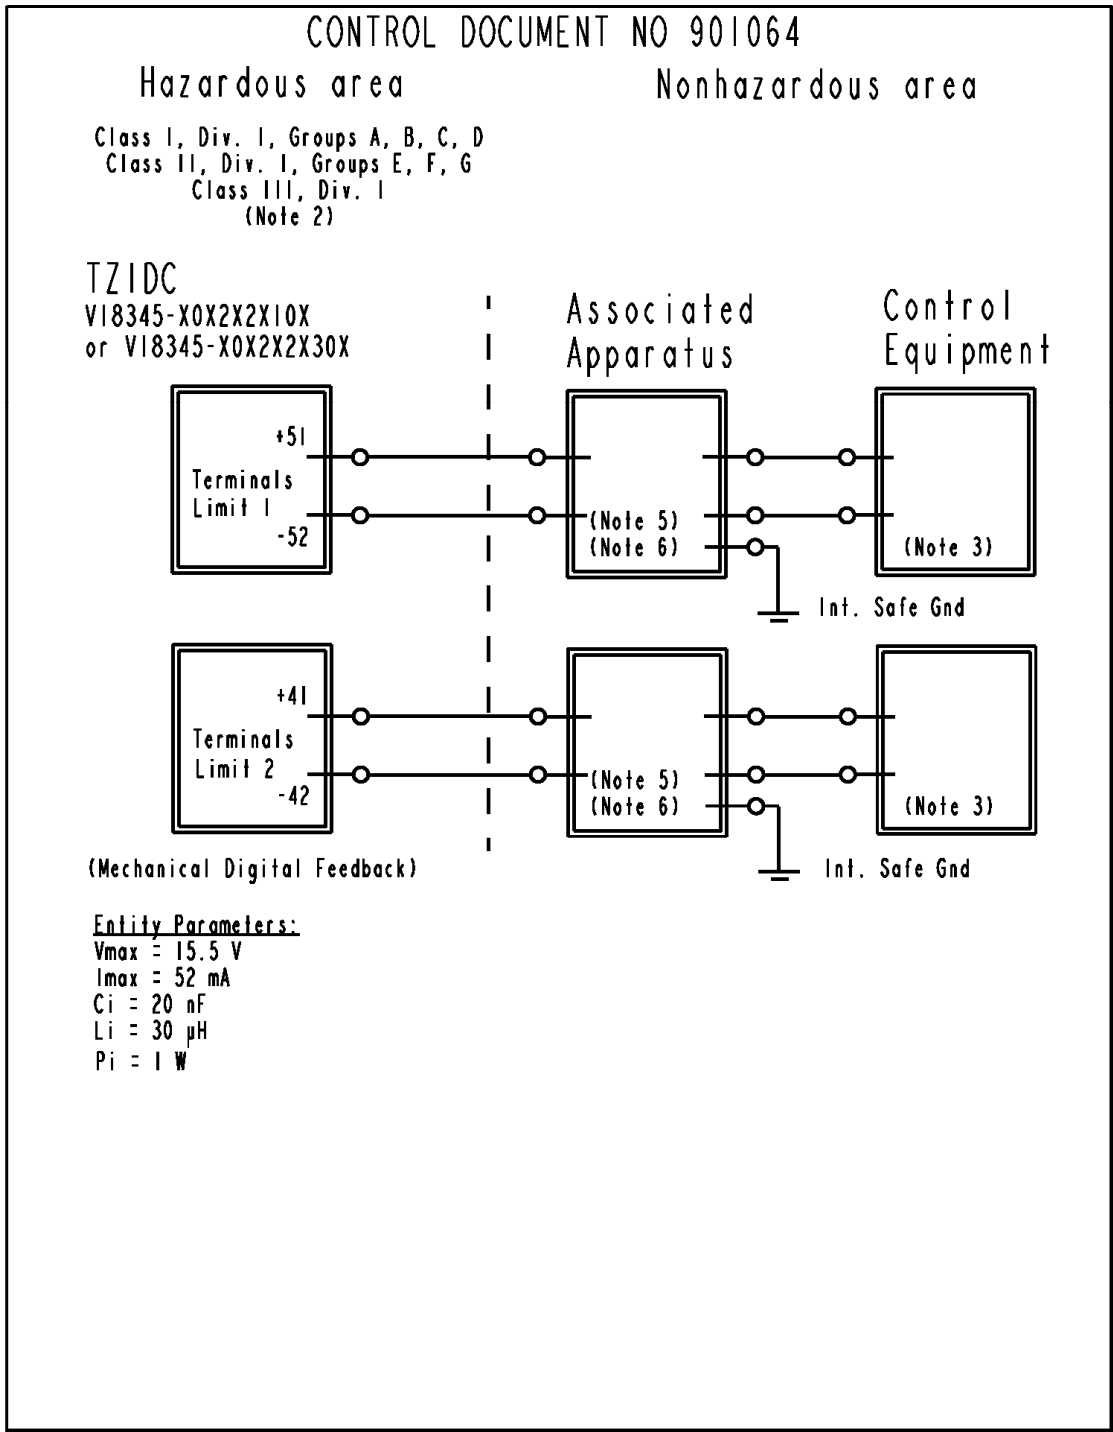 CONTROL DOCUMENT NO 901064
Hazardous area
Nonhazardous area
Class I, Div. I, Groups A, B, C, D
Class II, Div. I, Groups E, F, G
Class III, Div. I
(Note 2)
TZIDC
V18345-X0X2X2X10X
or V18345-X0X2X2X30X
Associated
Apparatus
Control
Equipment
+51
Terminals
Limit 1
-52
(Note 5)
(Note 6)
(Note 3)
Int. Safe Gnd
+41
Terminals
Limit 2
-42
(Note 5)
(Note 6)
(Note 3)
Int. Safe Gnd
(Mechanical Digital Feedback)
Entity Parameters:
Vmax = 15.5 V
Imax = 52 mA
Ci = 20 nF
Li = 30 µH
Pi = 1 W